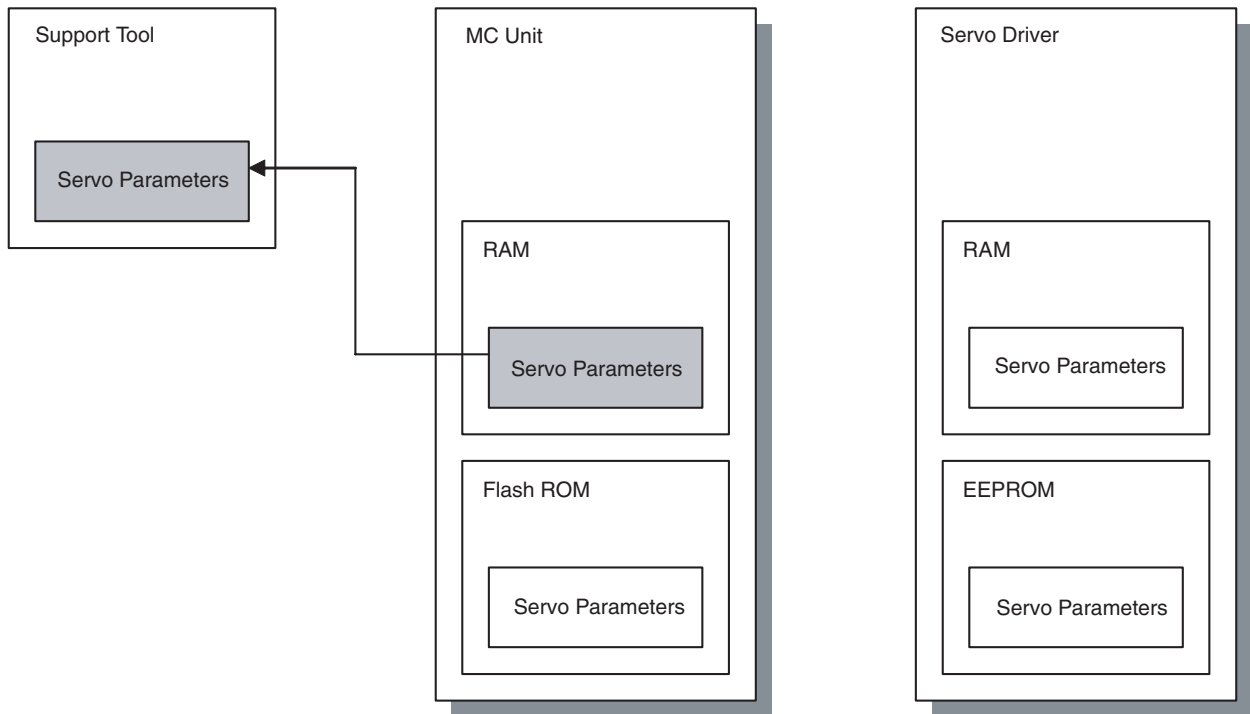 Support Tool
Servo Parameters
MC Unit
RAM
Servo Parameters
Flash ROM
Servo Parameters
Servo Driver
RAM
Servo Parameters
EEPROM
Servo Parameters